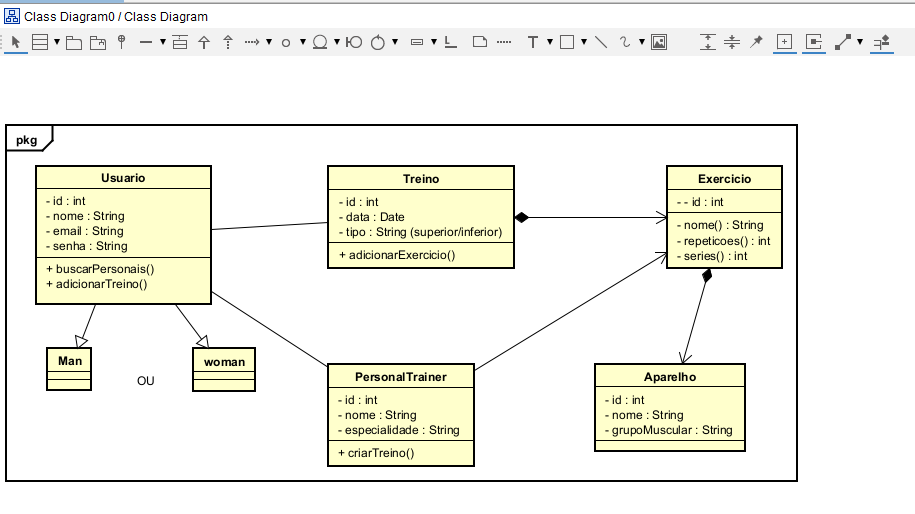 Class Diagram0 / Class Diagram
pkg
Usuario
- id : int
- nome : String
- email : String
- senha : String
+ buscarPersonais()
+ adicionarTreino()
Treino
- id : int
- data : Date
- tipo : String (superior/inferior)
+ adicionarExercicio()
Exercicio
- - id : int
- nome() : String
- repeticoes() : int
- series() : int
Man
OU
woman
PersonalTrainer
- id : int
- nome : String
- especialidade : String
+ criarTreino()
Aparelho
- id : int
- nome : String
- grupoMuscular : String